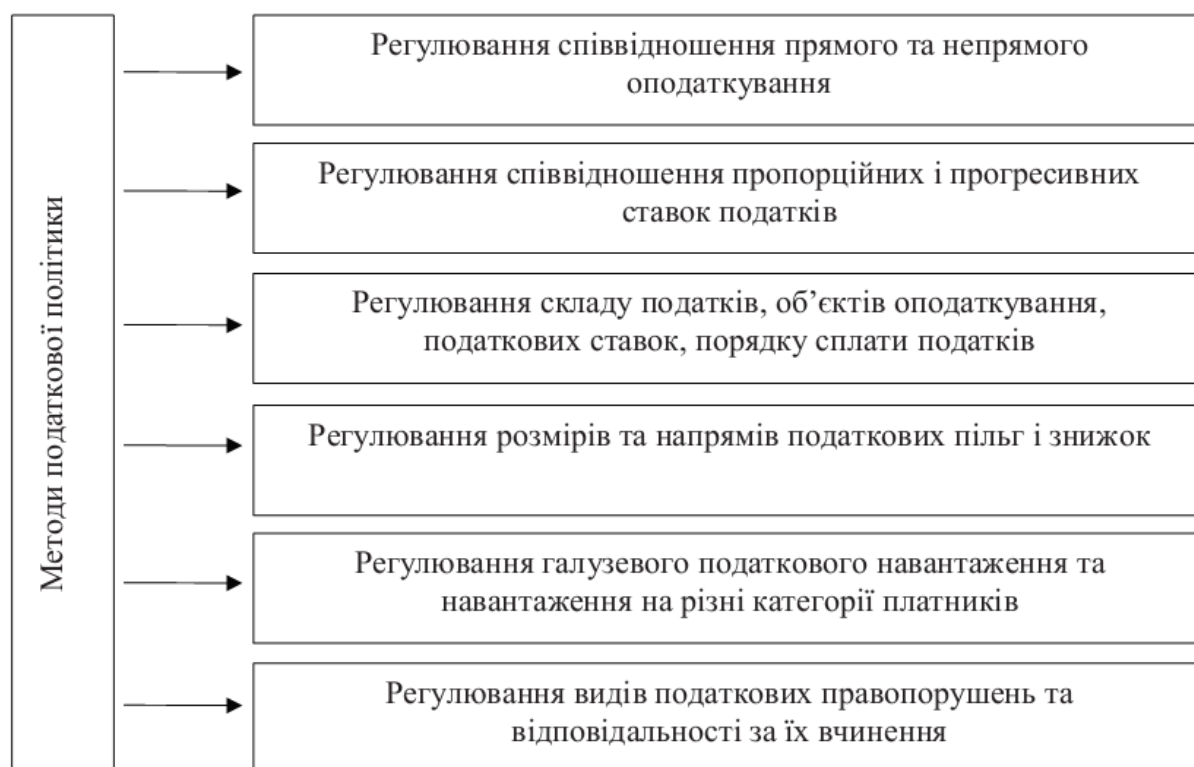 Методи податкової політики
Регулювання співвідношення прямого та непрямого
оподаткування
Регулювання співвідношення пропорційних і прогресивних
ставок податків
Регулювання складу податків, об’єктів оподаткування,
податкових ставок, порядку сплати податків
Регулювання розмірів та напрямів податкових пільг і знижок
Регулювання галузевого податкового навантаження та
навантаження на різні категорії платників
Регулювання видів податкових правопорушень та
відповідальності за їх вчинення